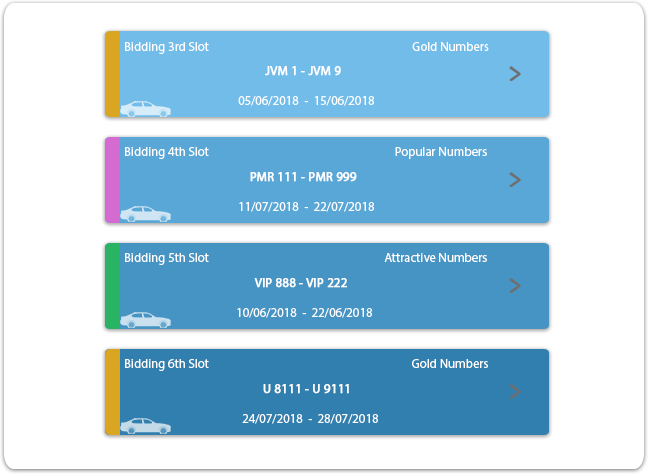 Bidding 3rd Slot Gold Numbers
JVM 1 - JVM 9
05/06/2018 - 15/06/2018
Bidding 4th Slot Popular Numbers
PMR 111 - PMR 999
11/07/2018 - 22/07/2018
Bidding 5th Slot Attractive Numbers
VIP 888 - VIP 222
10/06/2018 - 22/06/2018
Bidding 6th Slot Gold Numbers
U 8111 - U 9111
24/07/2018 - 28/07/2018